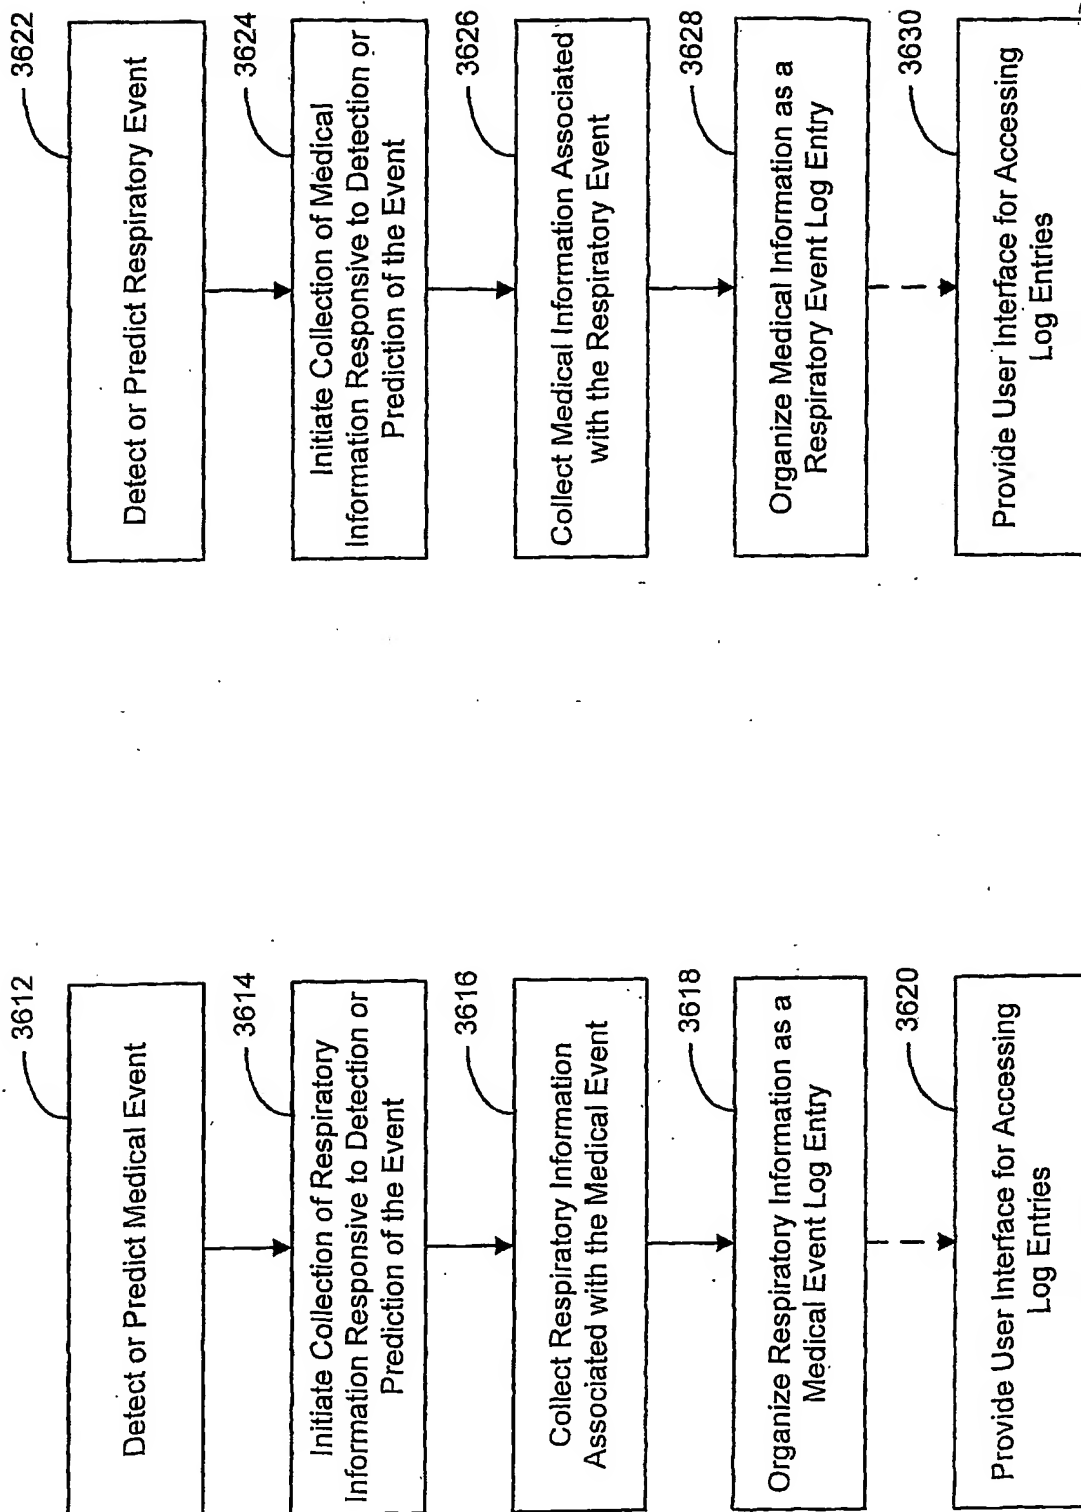 3612
Detect or Predict Medical Event
3614
Initiate Collection of Respiratory
Information Responsive to Detection or
Prediction of the Event
3616
Collect Respiratory Information
Associated with the Medical Event
3618
Organize Respiratory Information as a
Medical Event Log Entry
3620
Provide User Interface for Accessing
Log Entries
3622
Detect or Predict Respiratory Event
3624
Initiate Collection of Medical
Information Responsive to Detection or
Prediction of the Event
3626
Collect Medical Information Associated
with the Respiratory Event
3628
Organize Medical Information as a
Respiratory Event Log Entry
3630
Provide User Interface for Accessing
Log Entries